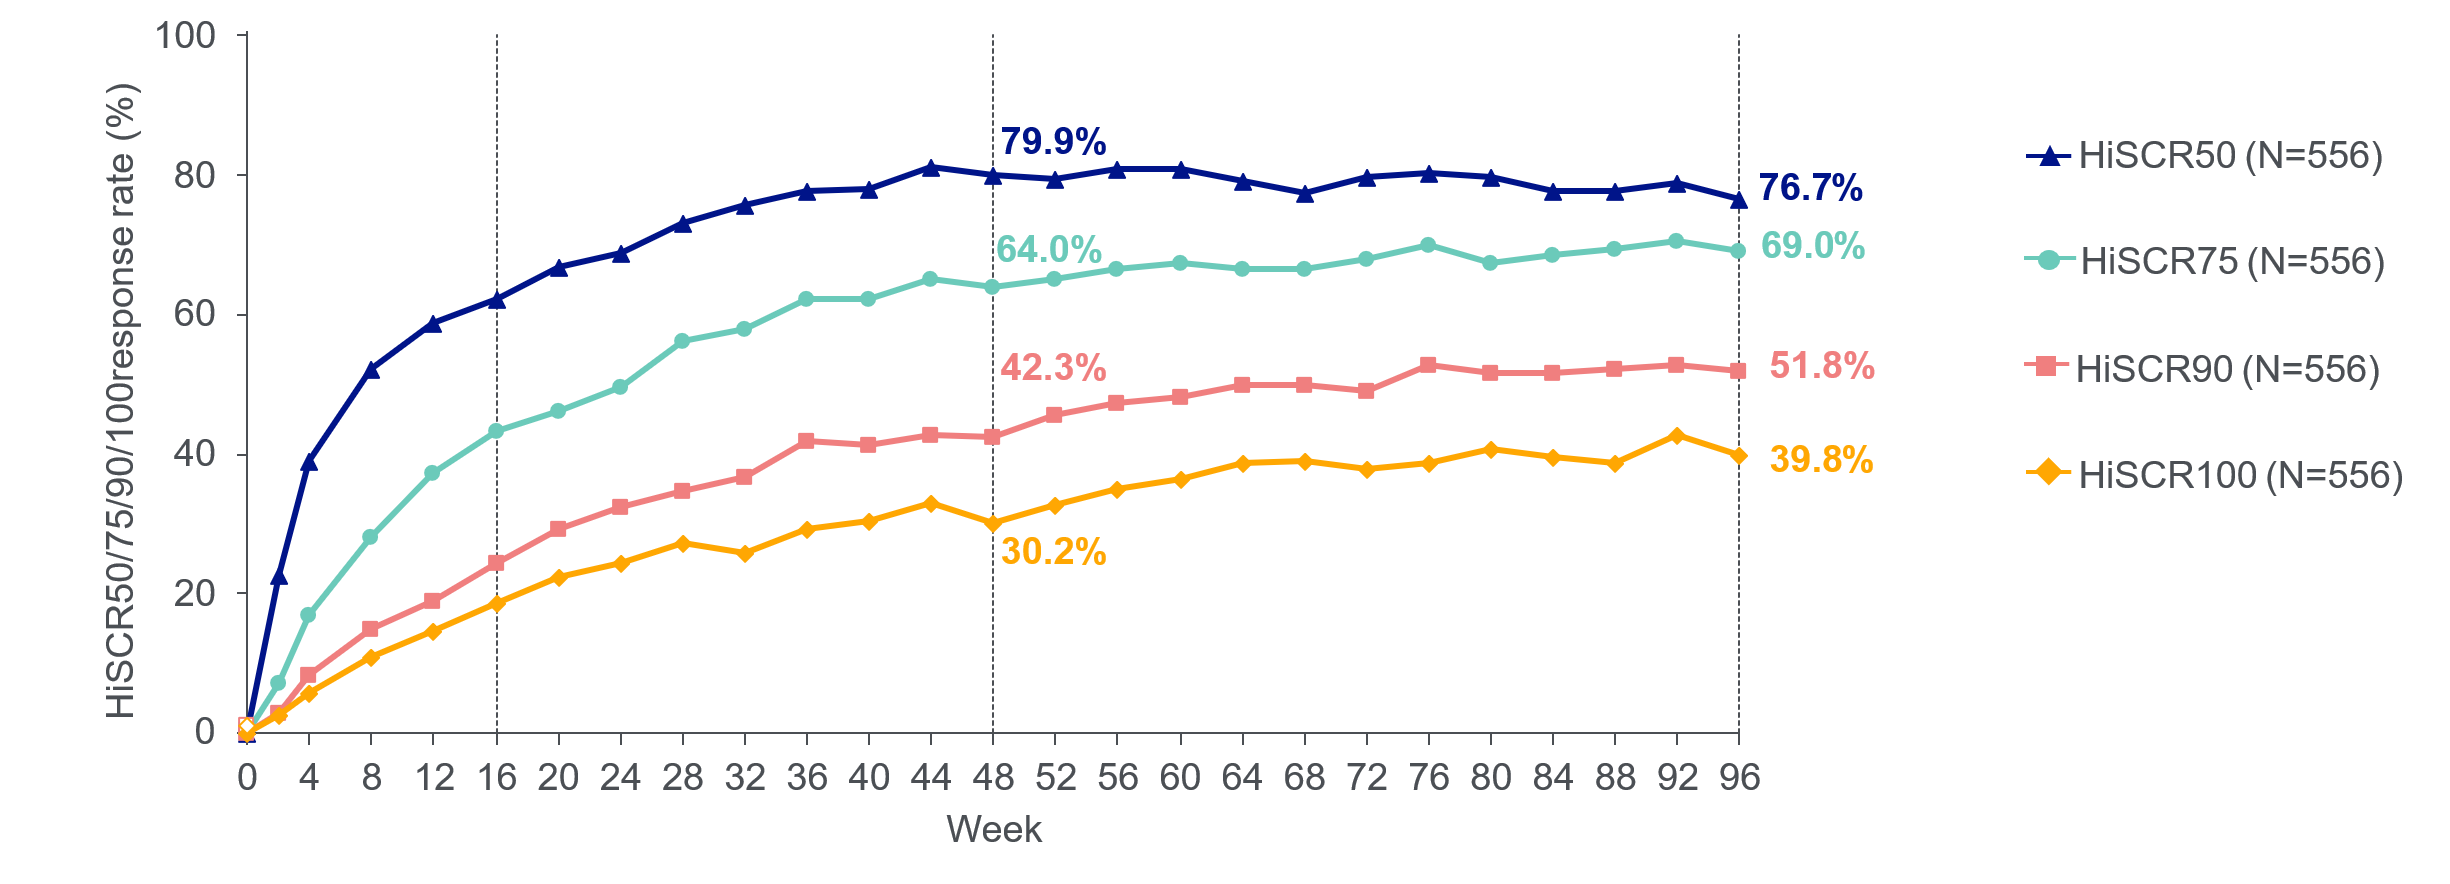 HiSCR50/75/90/100response rate (%)
100
80
60
40
20
0
79.9%
64.0%
42.3%
30.2%
76.7%
69.0%
51.8%
39.8%
0 4 8 12 16 20 24 28 32 36 40 44 48 52 56 60 64 68 72 76 80 84 88 92 96
Week
HiSCR50 (N=556)
HiSCR75 (N=556)
HiSCR90 (N=556)
HiSCR100 (N=556)